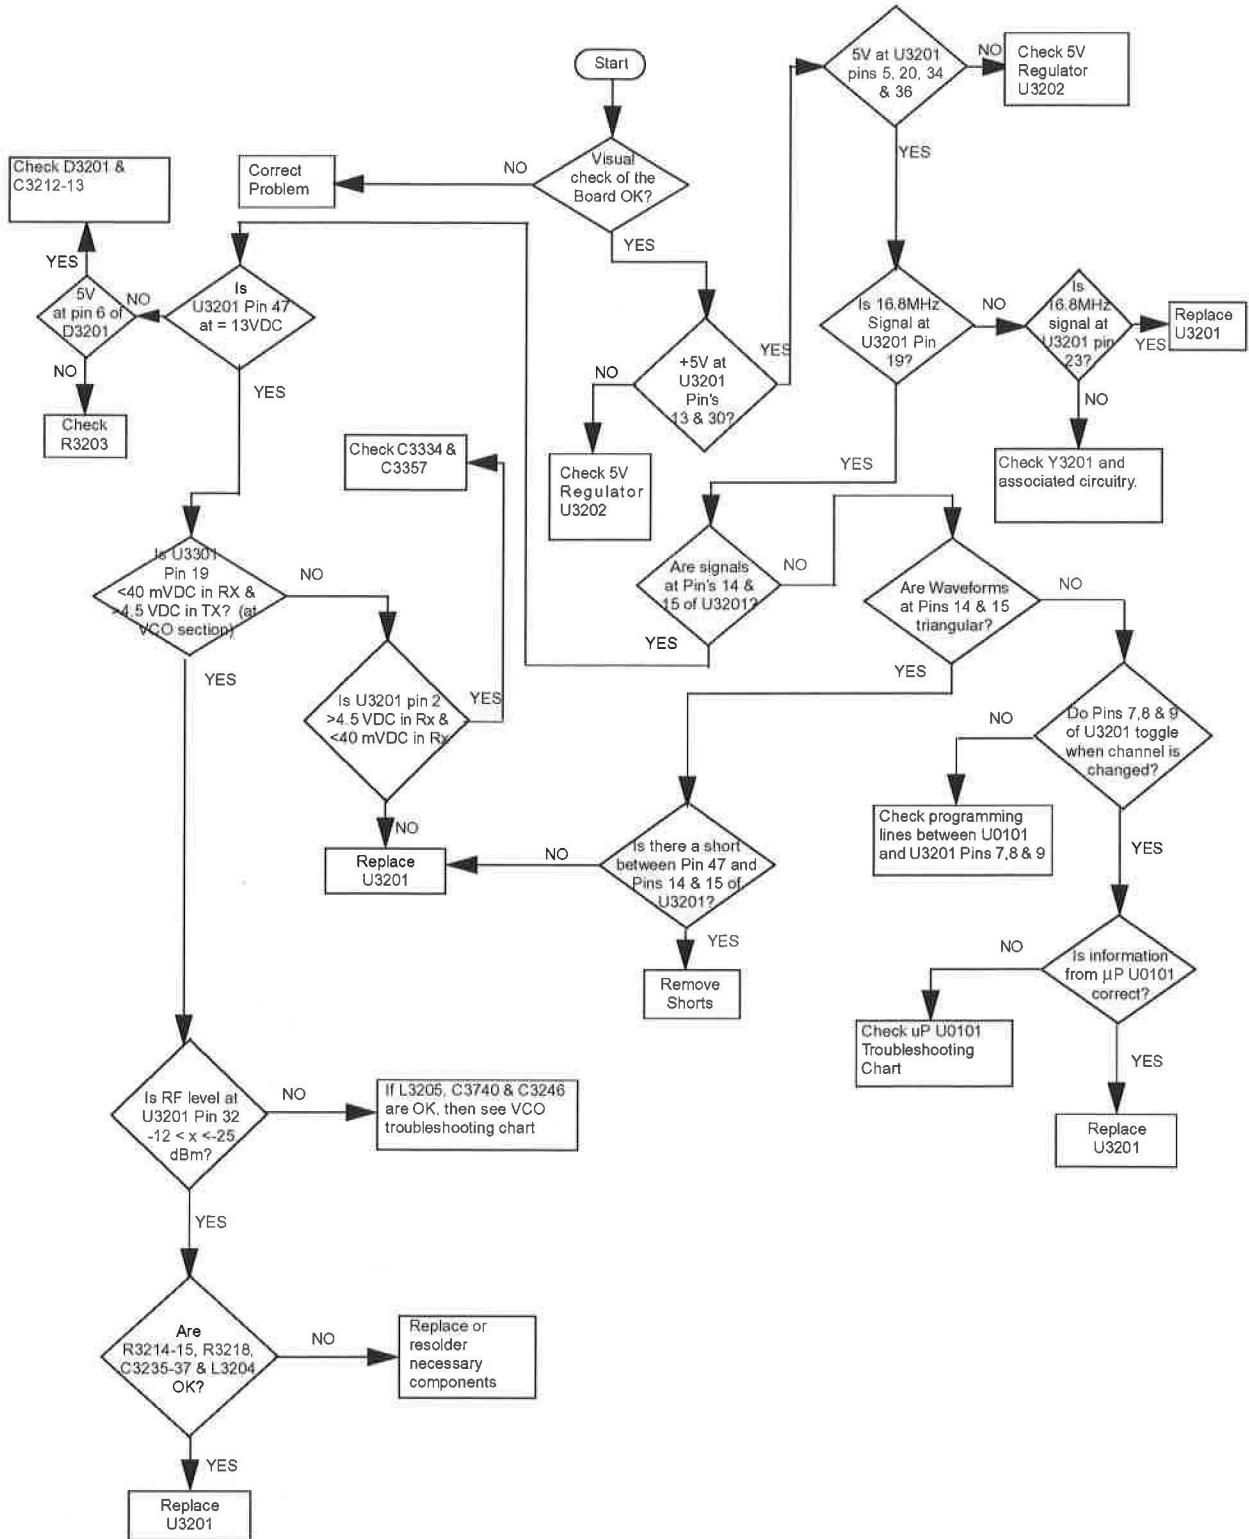 Start
Visual
check of the
Board OK?
NO
Correct
Problem
YES
+5V at
U3201
Pin's
13 & 30?
NO
Check 5V
Regulator
U3202
YES
5V at U3201
pins 5, 20, 34
& 36
NO
Check 5V
Regulator
U3202
YES
Is 16.8MHz
Signal at
U3201 Pin
19?
NO
Is
16.8MHz
signal at
U3201 pin
23?
YES
Replace
U3201
NO
Check Y3201 and
associated circuitry.
YES
Are signals
at Pin's 14 &
15 of U3201?
NO
YES
Are Waveforms
at Pins 14 & 15
triangular?
NO
YES
Do Pins 7,8 & 9
of U3201 toggle
when channel is
changed?
NO
Check programming
lines between U0101
and U3201 Pins 7,8 & 9
YES
Is information
from µP U0101
correct?
NO
Check uP U0101
Troubleshooting
Chart
YES
Replace
U3201
Is there a short
between Pin 47 and
Pins 14 & 15 of
U3201?
NO
YES
Remove
Shorts
Is
U3201 Pin 47
at = 13VDC
NO
5V
at pin 6 of
D3201
YES
Check D3201 &
C3212-13
NO
Check
R3203
YES
Is U3301
Pin 19
<40 mVDC in RX &
>4.5 VDC in TX? (at
VCO section)
NO
Is U3201 pin 2
>4.5 VDC in Rx &
<40 mVDC in Rx
YES
Check C3334 &
C3357
NO
Replace
U3201
YES
Is RF level at
U3201 Pin 32
-12 < x <-25
dBm?
NO
If L3205, C3740 & C3246
are OK, then see VCO
troubleshooting chart
YES
Are
R3214-15, R3218,
C3235-37 & L3204
OK?
NO
Replace or
resolder
necessary
components
YES
Replace
U3201